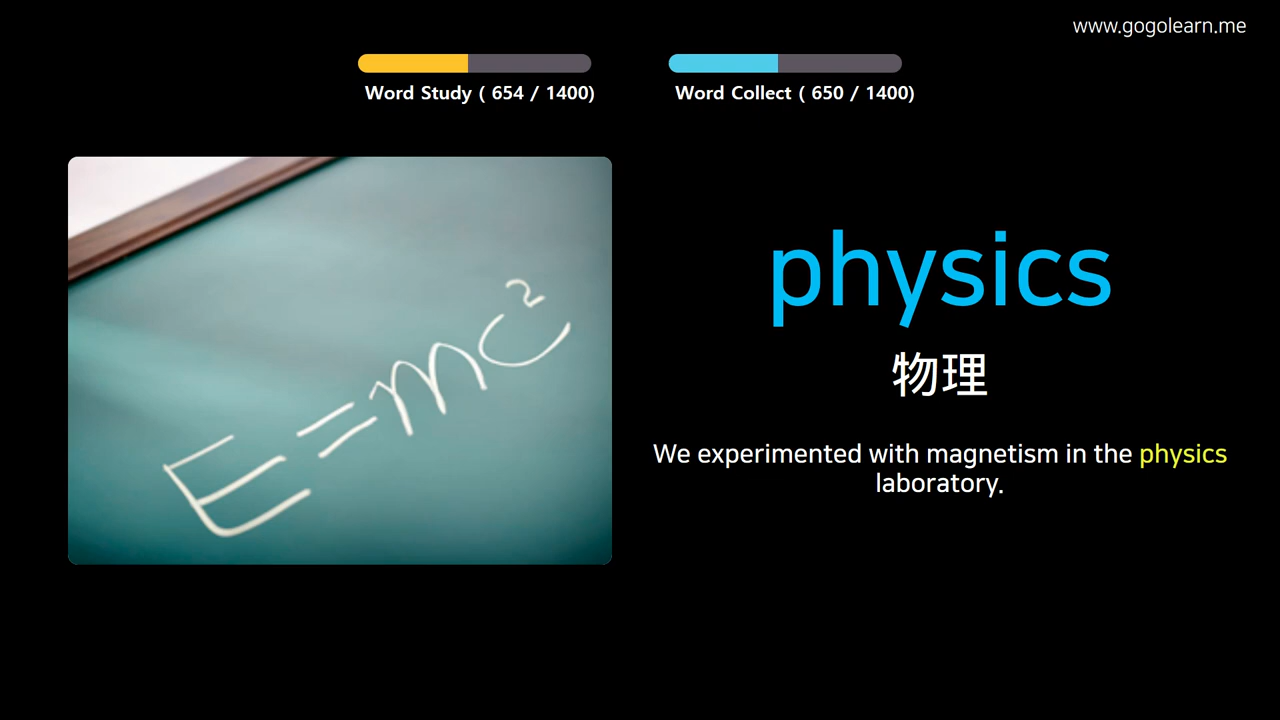 www.gogolearn.me
Word Study ( 654 / 1400)
Word Collect ( 650 / 1400)
E=mc²
physics
物理
We experimented with magnetism in the physics
laboratory.